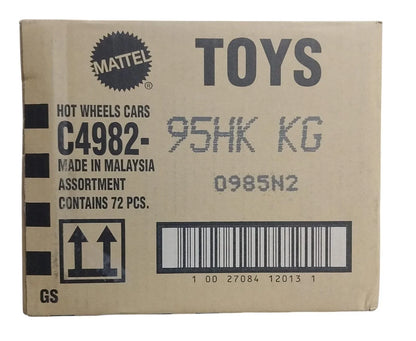 MATTEL
®
TOYS
HOT WHEELS CARS
C4982- 95HK KG
MADE IN MALAYSIA
ASSORTMENT 0985N2
CONTAINS 72 PCS.
1 00 27084 12013 1
GS